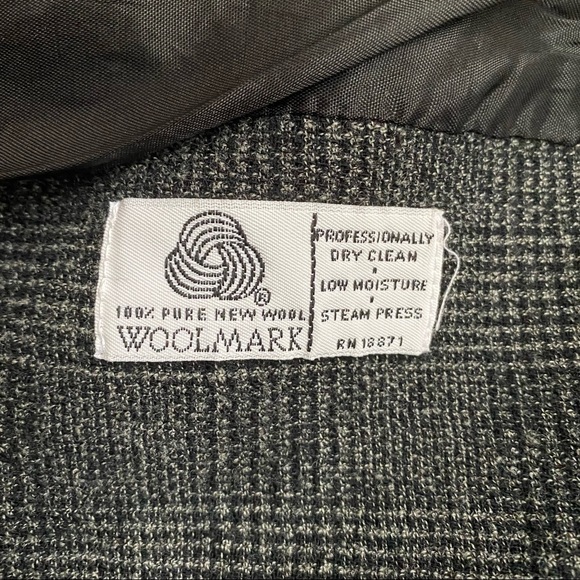 ®
100% PURE NEW WOOL
WOOLMARK
PROFESSIONALLY
DRY CLEAN
•
LOW MOISTURE
•
STEAM PRESS
RN 18871